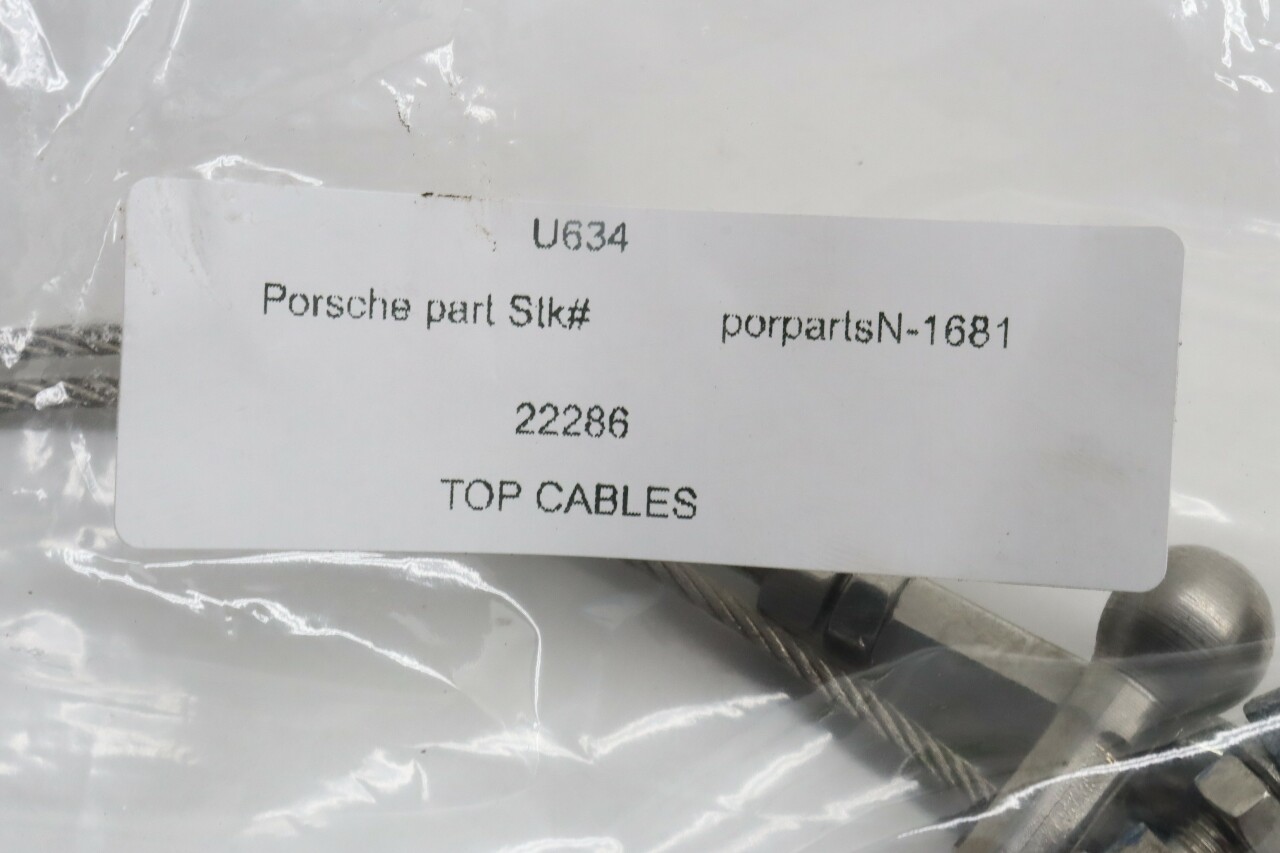 U634
Porsche part Stk# porpartsN-1681
22286
TOP CABLES